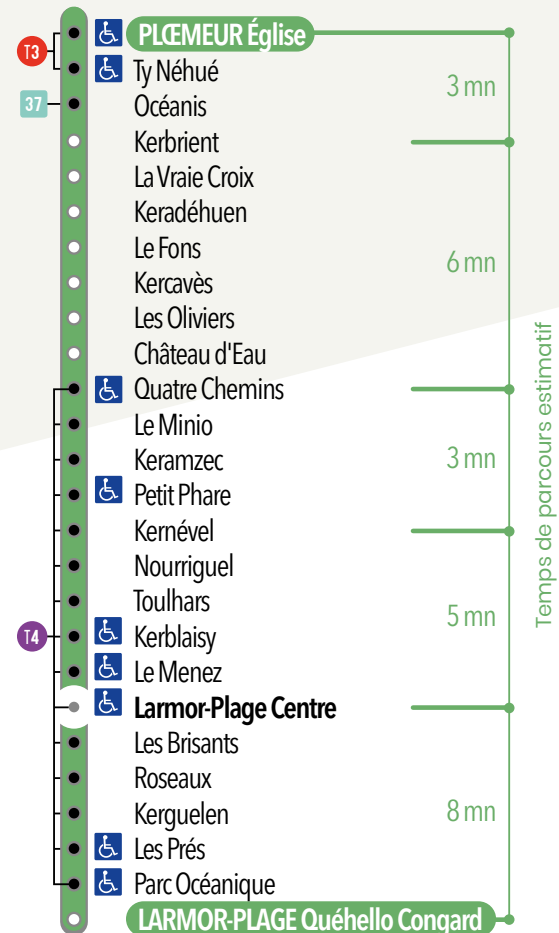 T3
PLŒMEUR Église
Ty Néhué
3 mn
37
Océanis
Kerbrient
La Vraie Croix
Keradéhuen
Le Fons
6 mn
Kercavès
Les Oliviers
Château d'Eau
Quatre Chemins
Le Minio
Keramzec
3 mn
Petit Phare
Kernével
Nourriguel
Toulhars
5 mn
T4
Kerblaisy
Le Menez
Larmor-Plage Centre
Les Brisants
Roseaux
Kerguelen
8 mn
Les Prés
Parc Océanique
LARMOR-PLAGE Quéhello Congard
Temps de parcours estimatif